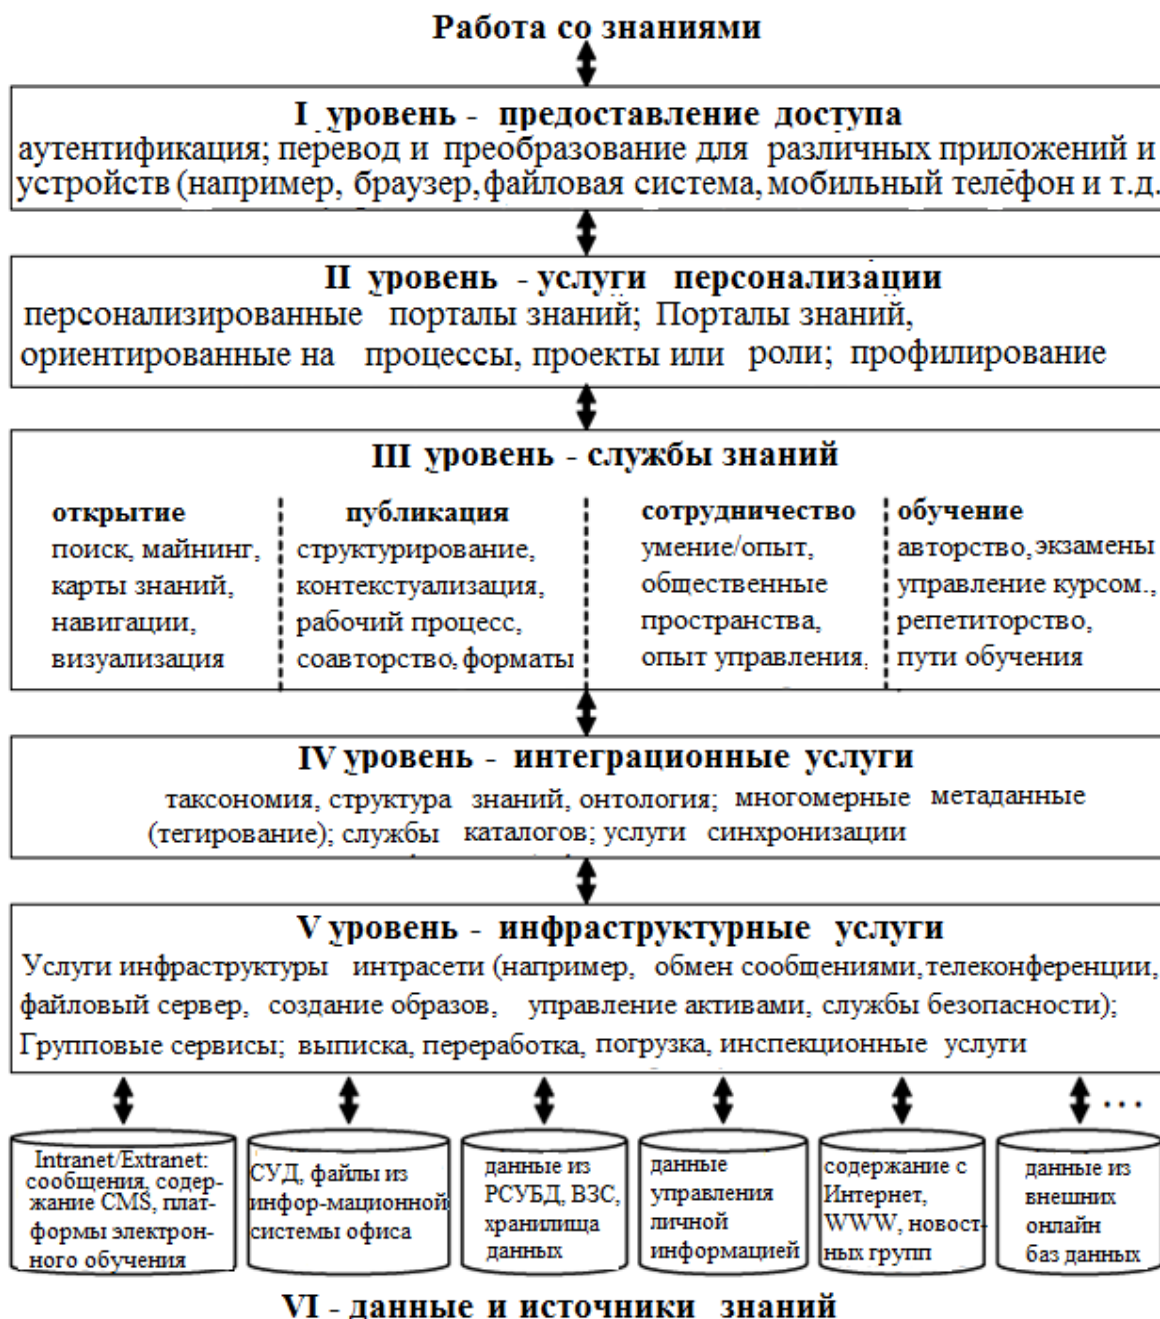 Работа со знаниями
I уровень - предоставление доступа
аутентификация; перевод и преобразование для различных приложений и
устройств (например, браузер, файловая система, мобильный телефон и т.д.
II уровень - услуги персонализации
персонализированные порталы знаний; Порталы знаний,
ориентированные на процессы, проекты или роли; профилирование
III уровень - службы знаний
открытие
поиск, майнинг,
карты знаний,
навигации,
визуализация
публикация
структурирование,
контекстуализация,
рабочий процесс,
соавторство, форматы
сотрудничество
умение/опыт,
общественные
пространства,
опыт управления,
обучение
авторство, экзамены
управление курсом.,
репетиторство,
пути обучения
IV уровень - интеграционные услуги
таксономия, структура знаний, онтология; многомерные метаданные
(тегирование); службы каталогов; услуги синхронизации
V уровень - инфраструктурные услуги
Услуги инфраструктуры интрасети (например, обмен сообщениями, телеконференции,
файловый сервер, создание образов, управление активами, службы безопасности);
Групповые сервисы; выписка, переработка, погрузка, инспекционные услуги
...
Intranet/Extranet:
сообщения, содер-
жание CMS, плат-
формы электрон-
ного обучения
СУД, файлы из
инфор-мационной
системы офиса
данные из
РСУБД, ВЗС,
хранилища
данных
данные
управления
личной
информацией
содержание с
Интернет,
WWW, новост-
ных групп
данные из
внешних
онлайн
баз данных
VI - данные и источники знаний